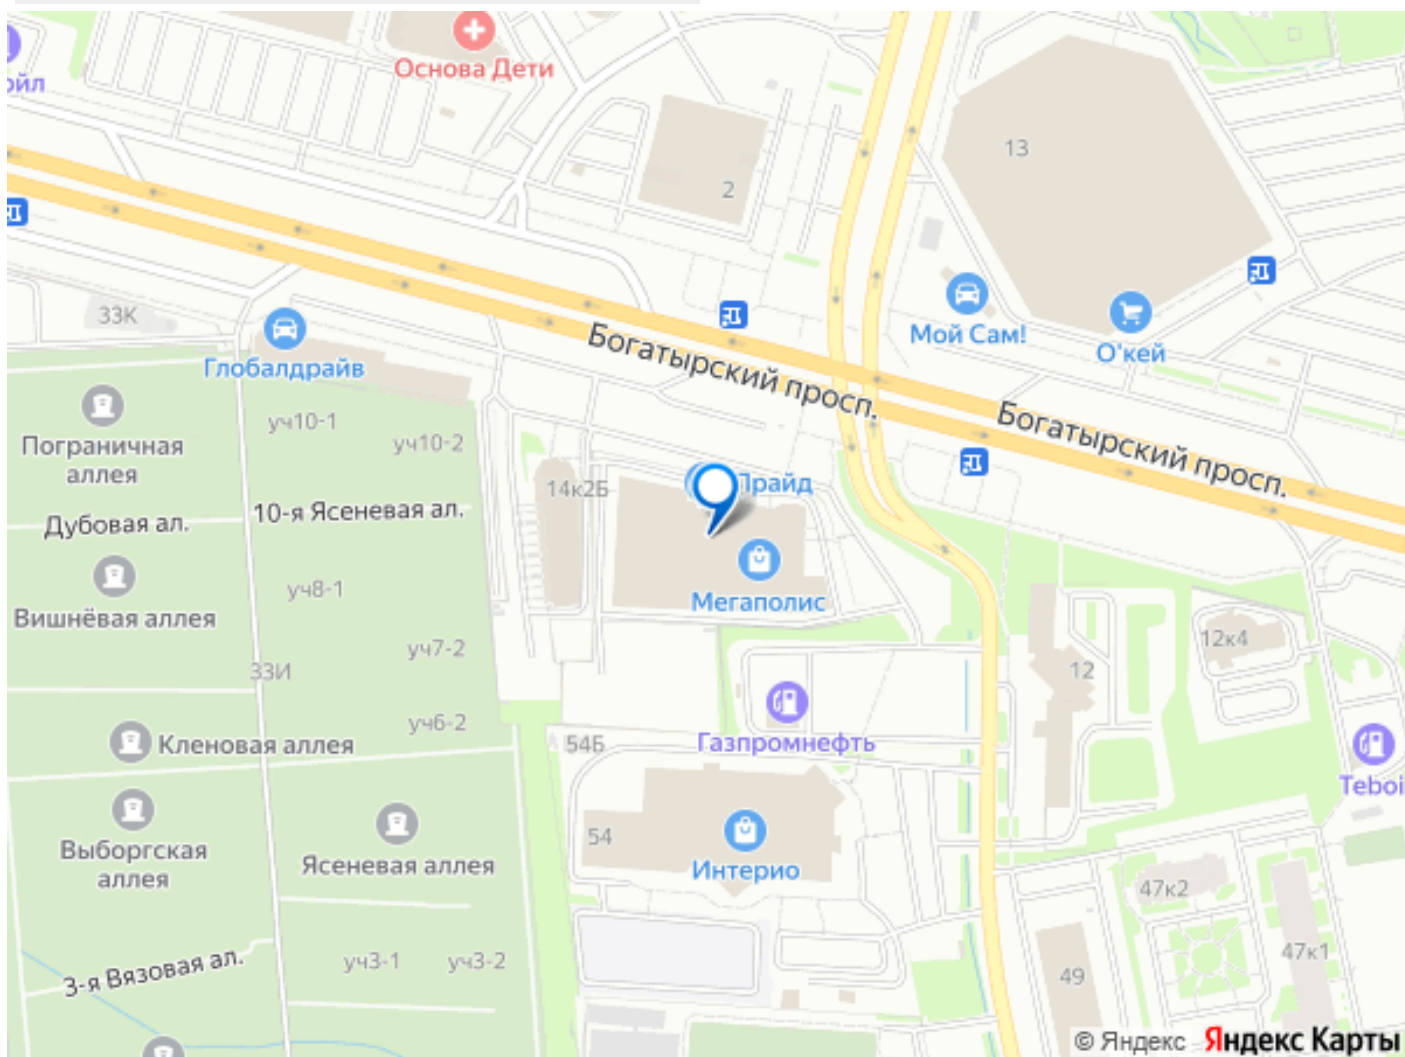 Основа Дети
ойл
13
2
33К
Глобалдрайв
Мой Сам!
О'кей
Богатырский просп.
Богатырский просп.
Пограничная
аллея
уч10-1
уч10-2
14к2Б
Прайд
Дубовая ал.
10-я Ясеневая ал.
Вишнёвая аллея
уч8-1
Мегаполис
уч7-2
33И
12
12к4
уч6-2
Кленовая аллея
54Б
Газпромнефть
Teboi
Выборгская
аллея
Ясеневая аллея
54
Интерио
47к2
3-я Вязовая ал.
уч3-1
уч3-2
49
47к1
© Яндекс Яндекс Карты